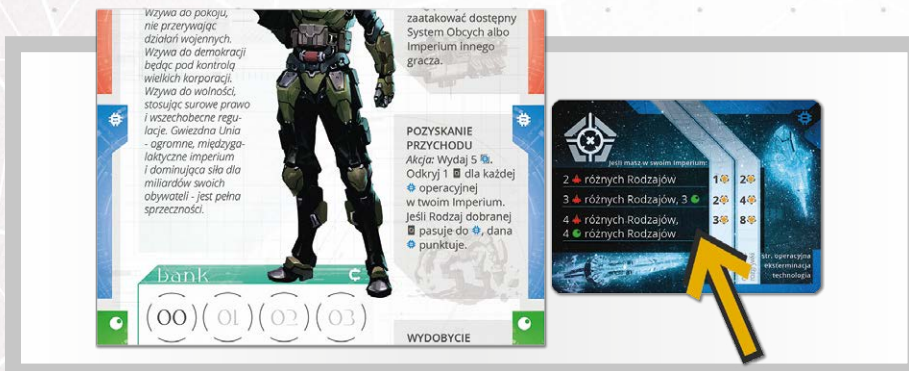 Wzywa do pokoju,
nie przerywając
działań wojennych.
Wzywa do demokracji
będąc pod kontrolą
wielkich korporacji.
Wzywa do wolności,
stosując surowe prawo
i wszechobecne regu-
lacje. Gwiezdna Unia
- ogromne, międzyga-
laktyczne imperium
i dominująca siła dla
miliardów swoich
obywateli - jest pełna
sprzeczności.
zaatakować dostępny
System Obcych albo
Imperium innego
gracza.
POZYSKANIE
PRZYCHODU
Akcja: Wydaj 5
Odkryj 1 dla każdej
operacyjnej
w twoim Imperium.
Jeśli Rodzaj dobranej
pasuje do , dana
punktuje.
WYDOBYCIE
bank
00 01 02 03
Jeśli masz w swoim Imperium:
2 różnych Rodzajów 1 2
3 różnych Rodzajów, 3 2 4
4 różnych Rodzajów, 3 8
4 różnych Rodzajów
str. operacyjna
eksterminacja
technologia